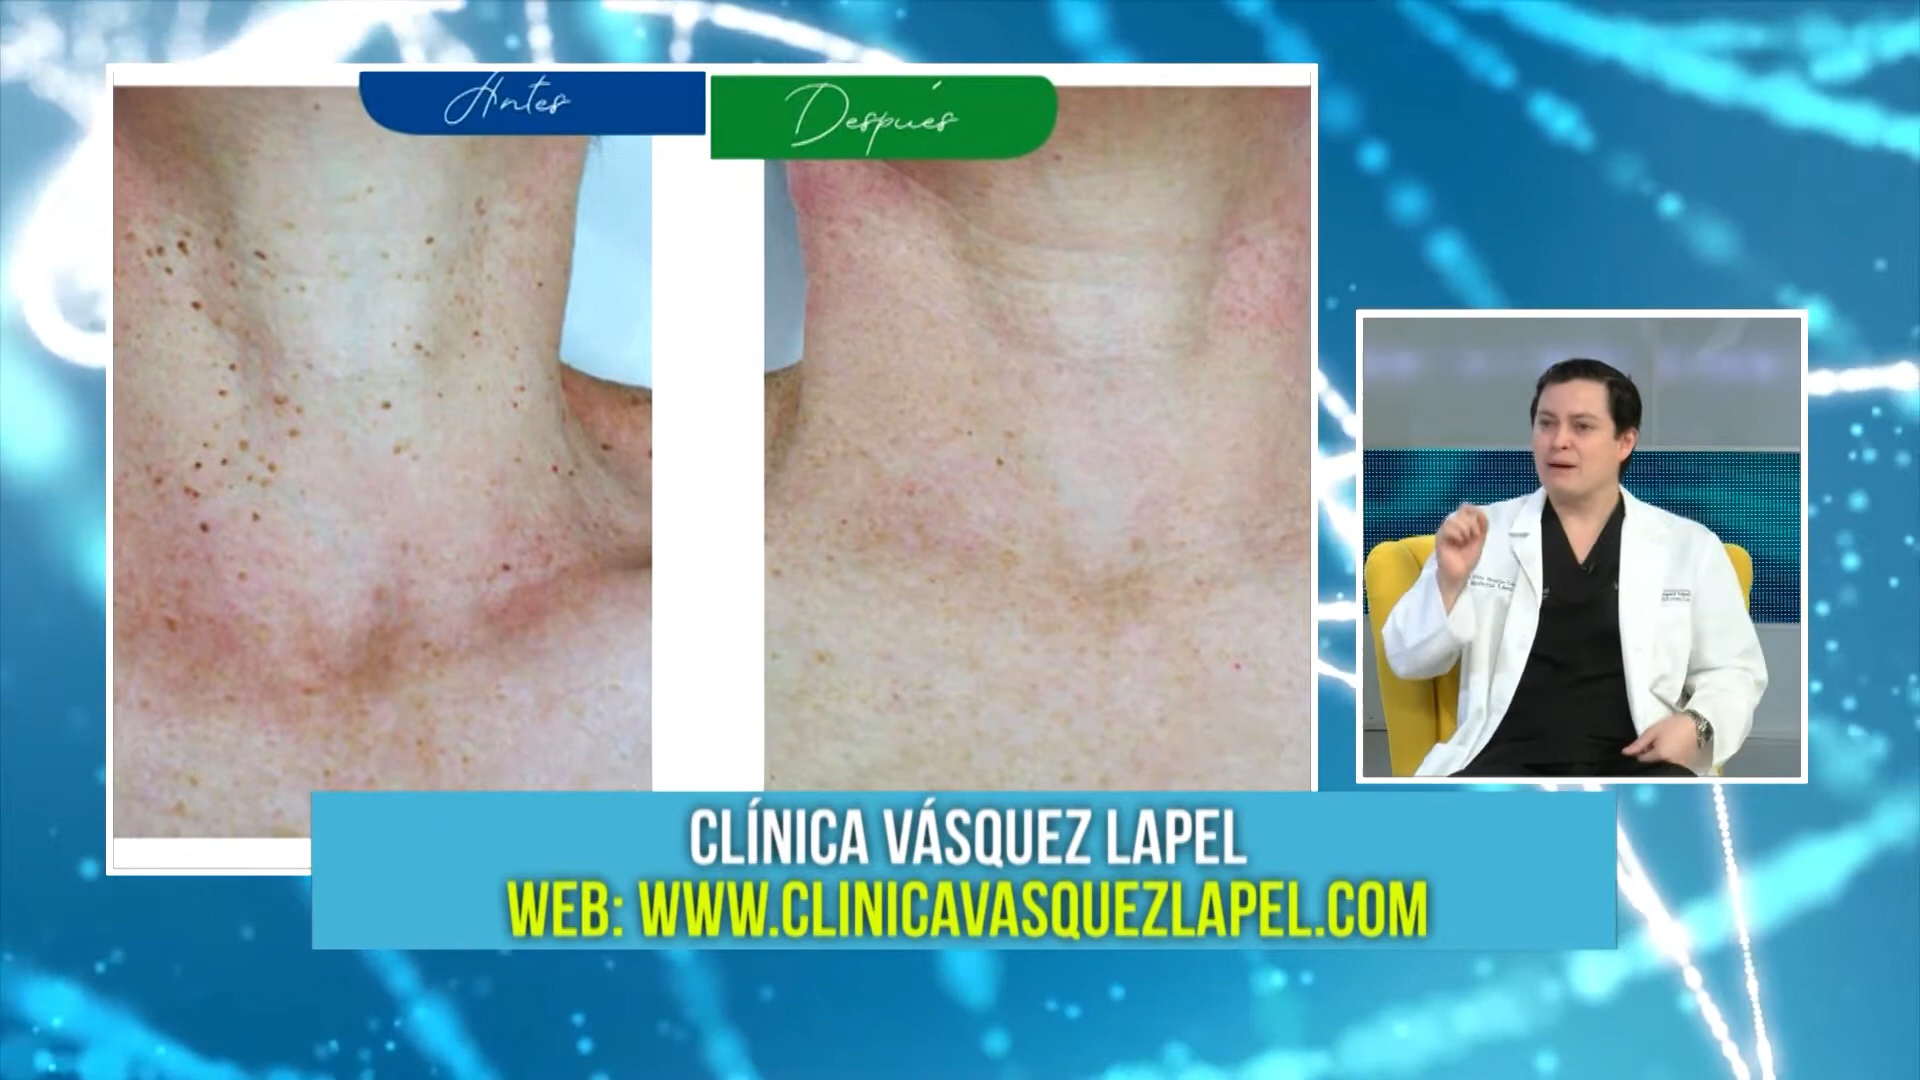 Antes
Después
CLÍNICA VÁSQUEZ LAPEL
WEB: WWW.CLINICAVASQUEZLAPEL.COM